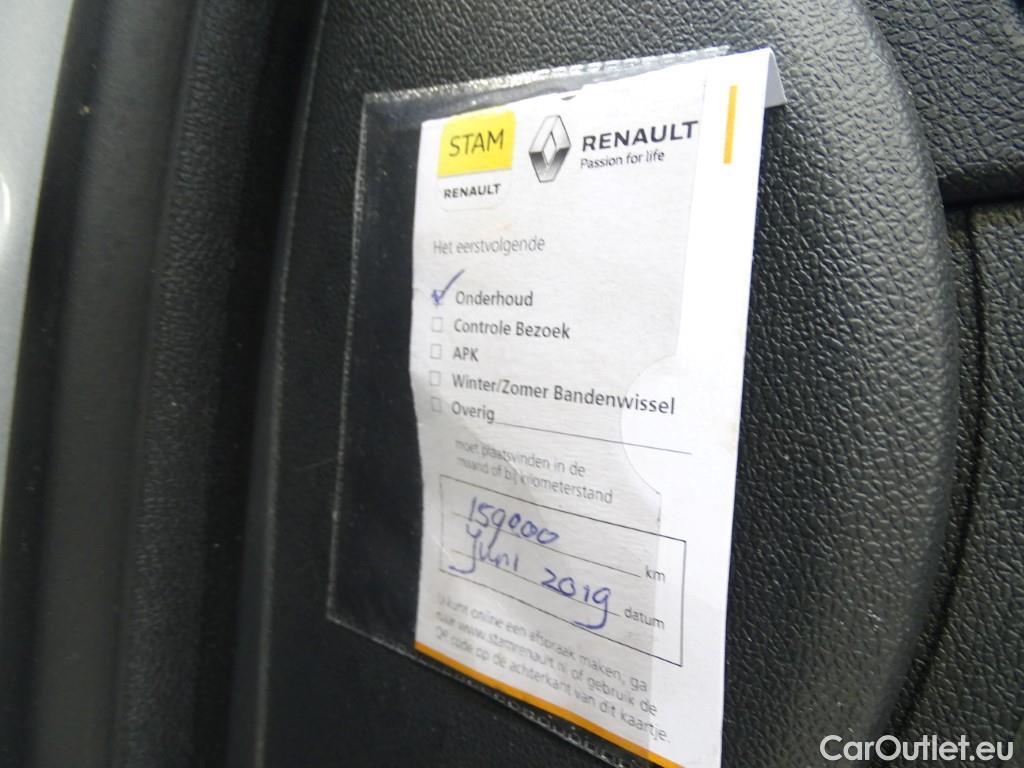 STAM
RENAULT
RENAULT
Passion for life
Het eerstvolgende
Onderhoud
Controle Bezoek
APK
Winter/Zomer Bandenwissel
Overig
moet plaatsvinden in de
maand of bij kilometerstand
159000 km
juni 2019 datum
U kunt online een afspraak maken, ga
naar www.stamrenault.nl of gebruik de
QR code op de achterkant van dit kaartje.
CarOutlet.eu